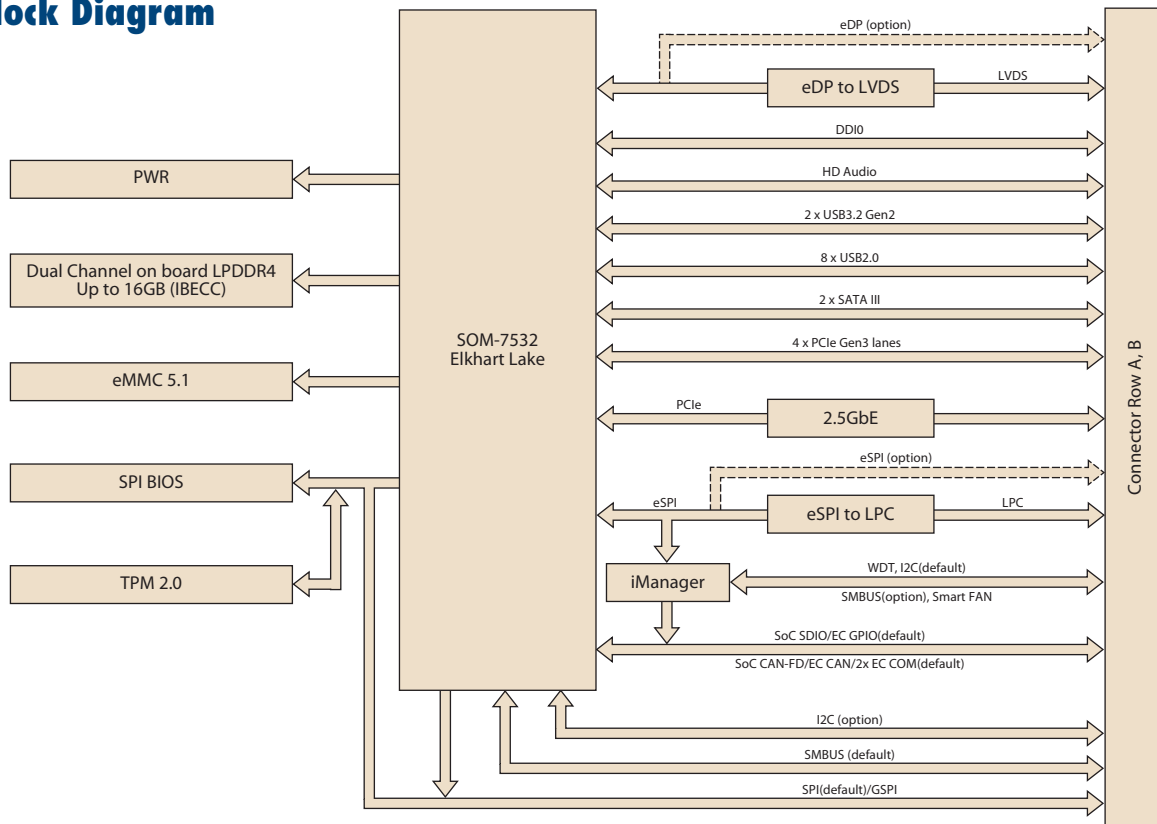 lock Diagram
eDP (option)
eDP to LVDS
LVDS
DDI0
PWR
HD Audio
2 x USB3.2 Gen2
Dual Channel on board LPDDR4
Up to 16GB (IBECC)
8 x USB2.0
2 x SATA III
SOM-7532
Elkhart Lake
4 x PCIe Gen3 lanes
eMMC 5.1
PCIe
2.5GbE
Connector Row A, B
SPI BIOS
eSPI (option)
eSPI
eSPI to LPC
LPC
TPM 2.0
iManager
WDT, I2C(default)
SMBUS(option), Smart FAN
SoC SDIO/EC GPIO(default)
SoC CAN-FD/EC CAN/2x EC COM(default)
I2C (option)
SMBUS (default)
SPI(default)/GSPI